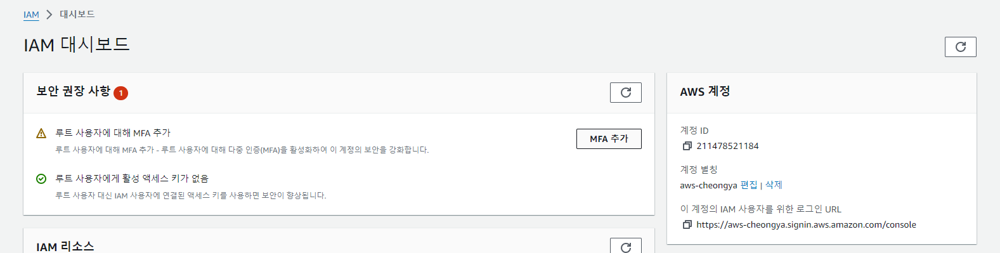 IAM > 대시보드
IAM 대시보드
보안 권장 사항 1
루트 사용자에 대해 MFA 추가
루트 사용자에 대해 MFA 추가 - 루트 사용자에 대해 다중 인증(MFA)을 활성화하여 이 계정의 보안을 강화합니다.
MFA 추가
루트 사용자에게 활성 액세스 키가 없음
루트 사용자 대신 IAM 사용자에 연결된 액세스 키를 사용하면 보안이 향상됩니다.
IAM 리소스
AWS 계정
계정 ID
211478521184
계정 별칭
aws-cheongya 편집 | 삭제
이 계정의 IAM 사용자를 위한 로그인 URL
https://aws-cheongya.signin.aws.amazon.com/console